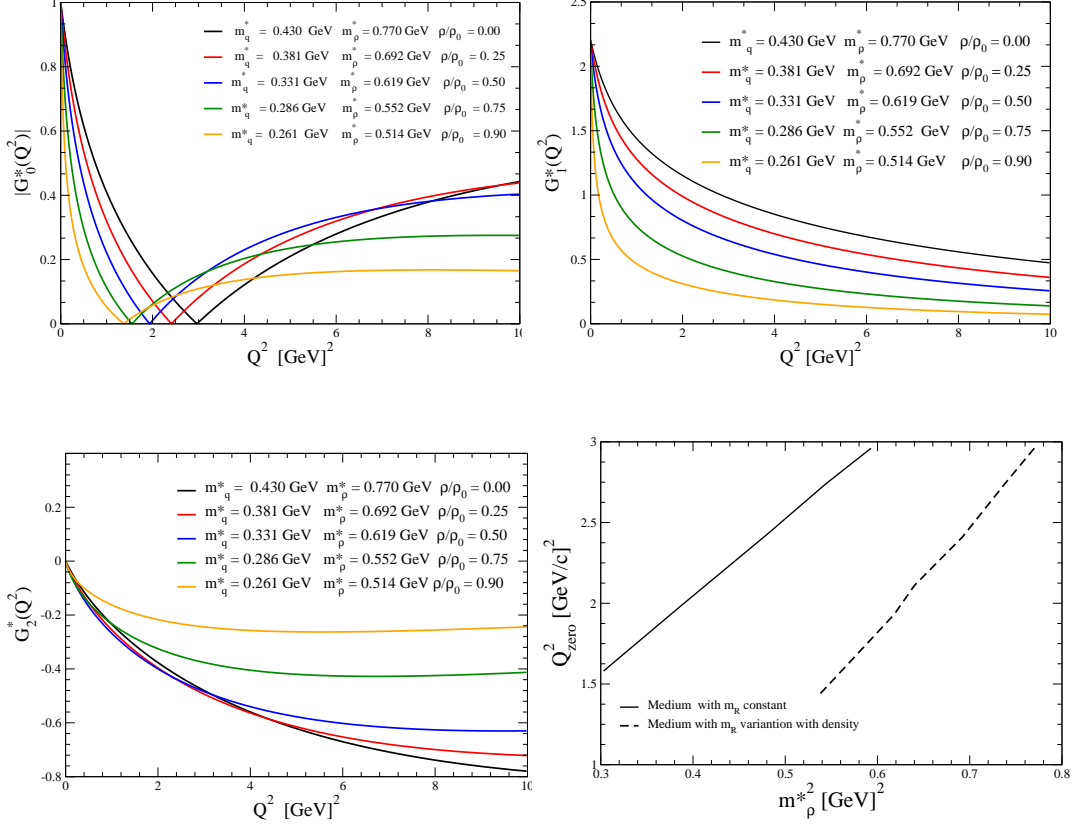 |G*0(Q²)|
1
0.8
0.6
0.4
0.2
0
m*q = 0.430 GeV m*ρ = 0.770 GeV ρ/ρ0 = 0.00
m*q = 0.381 GeV m*ρ = 0.692 GeV ρ/ρ0 = 0.25
m*q = 0.331 GeV m*ρ = 0.619 GeV ρ/ρ0 = 0.50
m*q = 0.286 GeV m*ρ = 0.552 GeV ρ/ρ0 = 0.75
m*q = 0.261 GeV m*ρ = 0.514 GeV ρ/ρ0 = 0.90
0 2 4 6 8 10
Q² [GeV]²
G*1(Q²)
2.5
2
1.5
1
0.5
0
m*q = 0.430 GeV m*ρ = 0.770 GeV ρ/ρ0 = 0.00
m*q = 0.381 GeV m*ρ = 0.692 GeV ρ/ρ0 = 0.25
m*q = 0.331 GeV m*ρ = 0.619 GeV ρ/ρ0 = 0.50
m*q = 0.286 GeV m*ρ = 0.552 GeV ρ/ρ0 = 0.75
m*q = 0.261 GeV m*ρ = 0.514 GeV ρ/ρ0 = 0.90
0 2 4 6 8 10
Q² [GeV]²
G2*(Q²)
0.2
0
-0.2
-0.4
-0.6
-0.8
m*q = 0.430 GeV m*ρ = 0.770 GeV ρ/ρ0 = 0.00
m*q = 0.381 GeV m*ρ = 0.692 GeV ρ/ρ0 = 0.25
m*q = 0.331 GeV m*ρ = 0.619 GeV ρ/ρ0 = 0.50
m*q = 0.286 GeV m*ρ = 0.552 GeV ρ/ρ0 = 0.75
m*q = 0.261 GeV m*ρ = 0.514 GeV ρ/ρ0 = 0.90
0 2 4 6 8 10
Q² [GeV]²
Q²zero [GeV/c]²
3
2.5
2
1.5
1
Medium with mR constant
Medium with mR variantion with density
0.3 0.4 0.5 0.6 0.7 0.8
m*²ρ [GeV]²